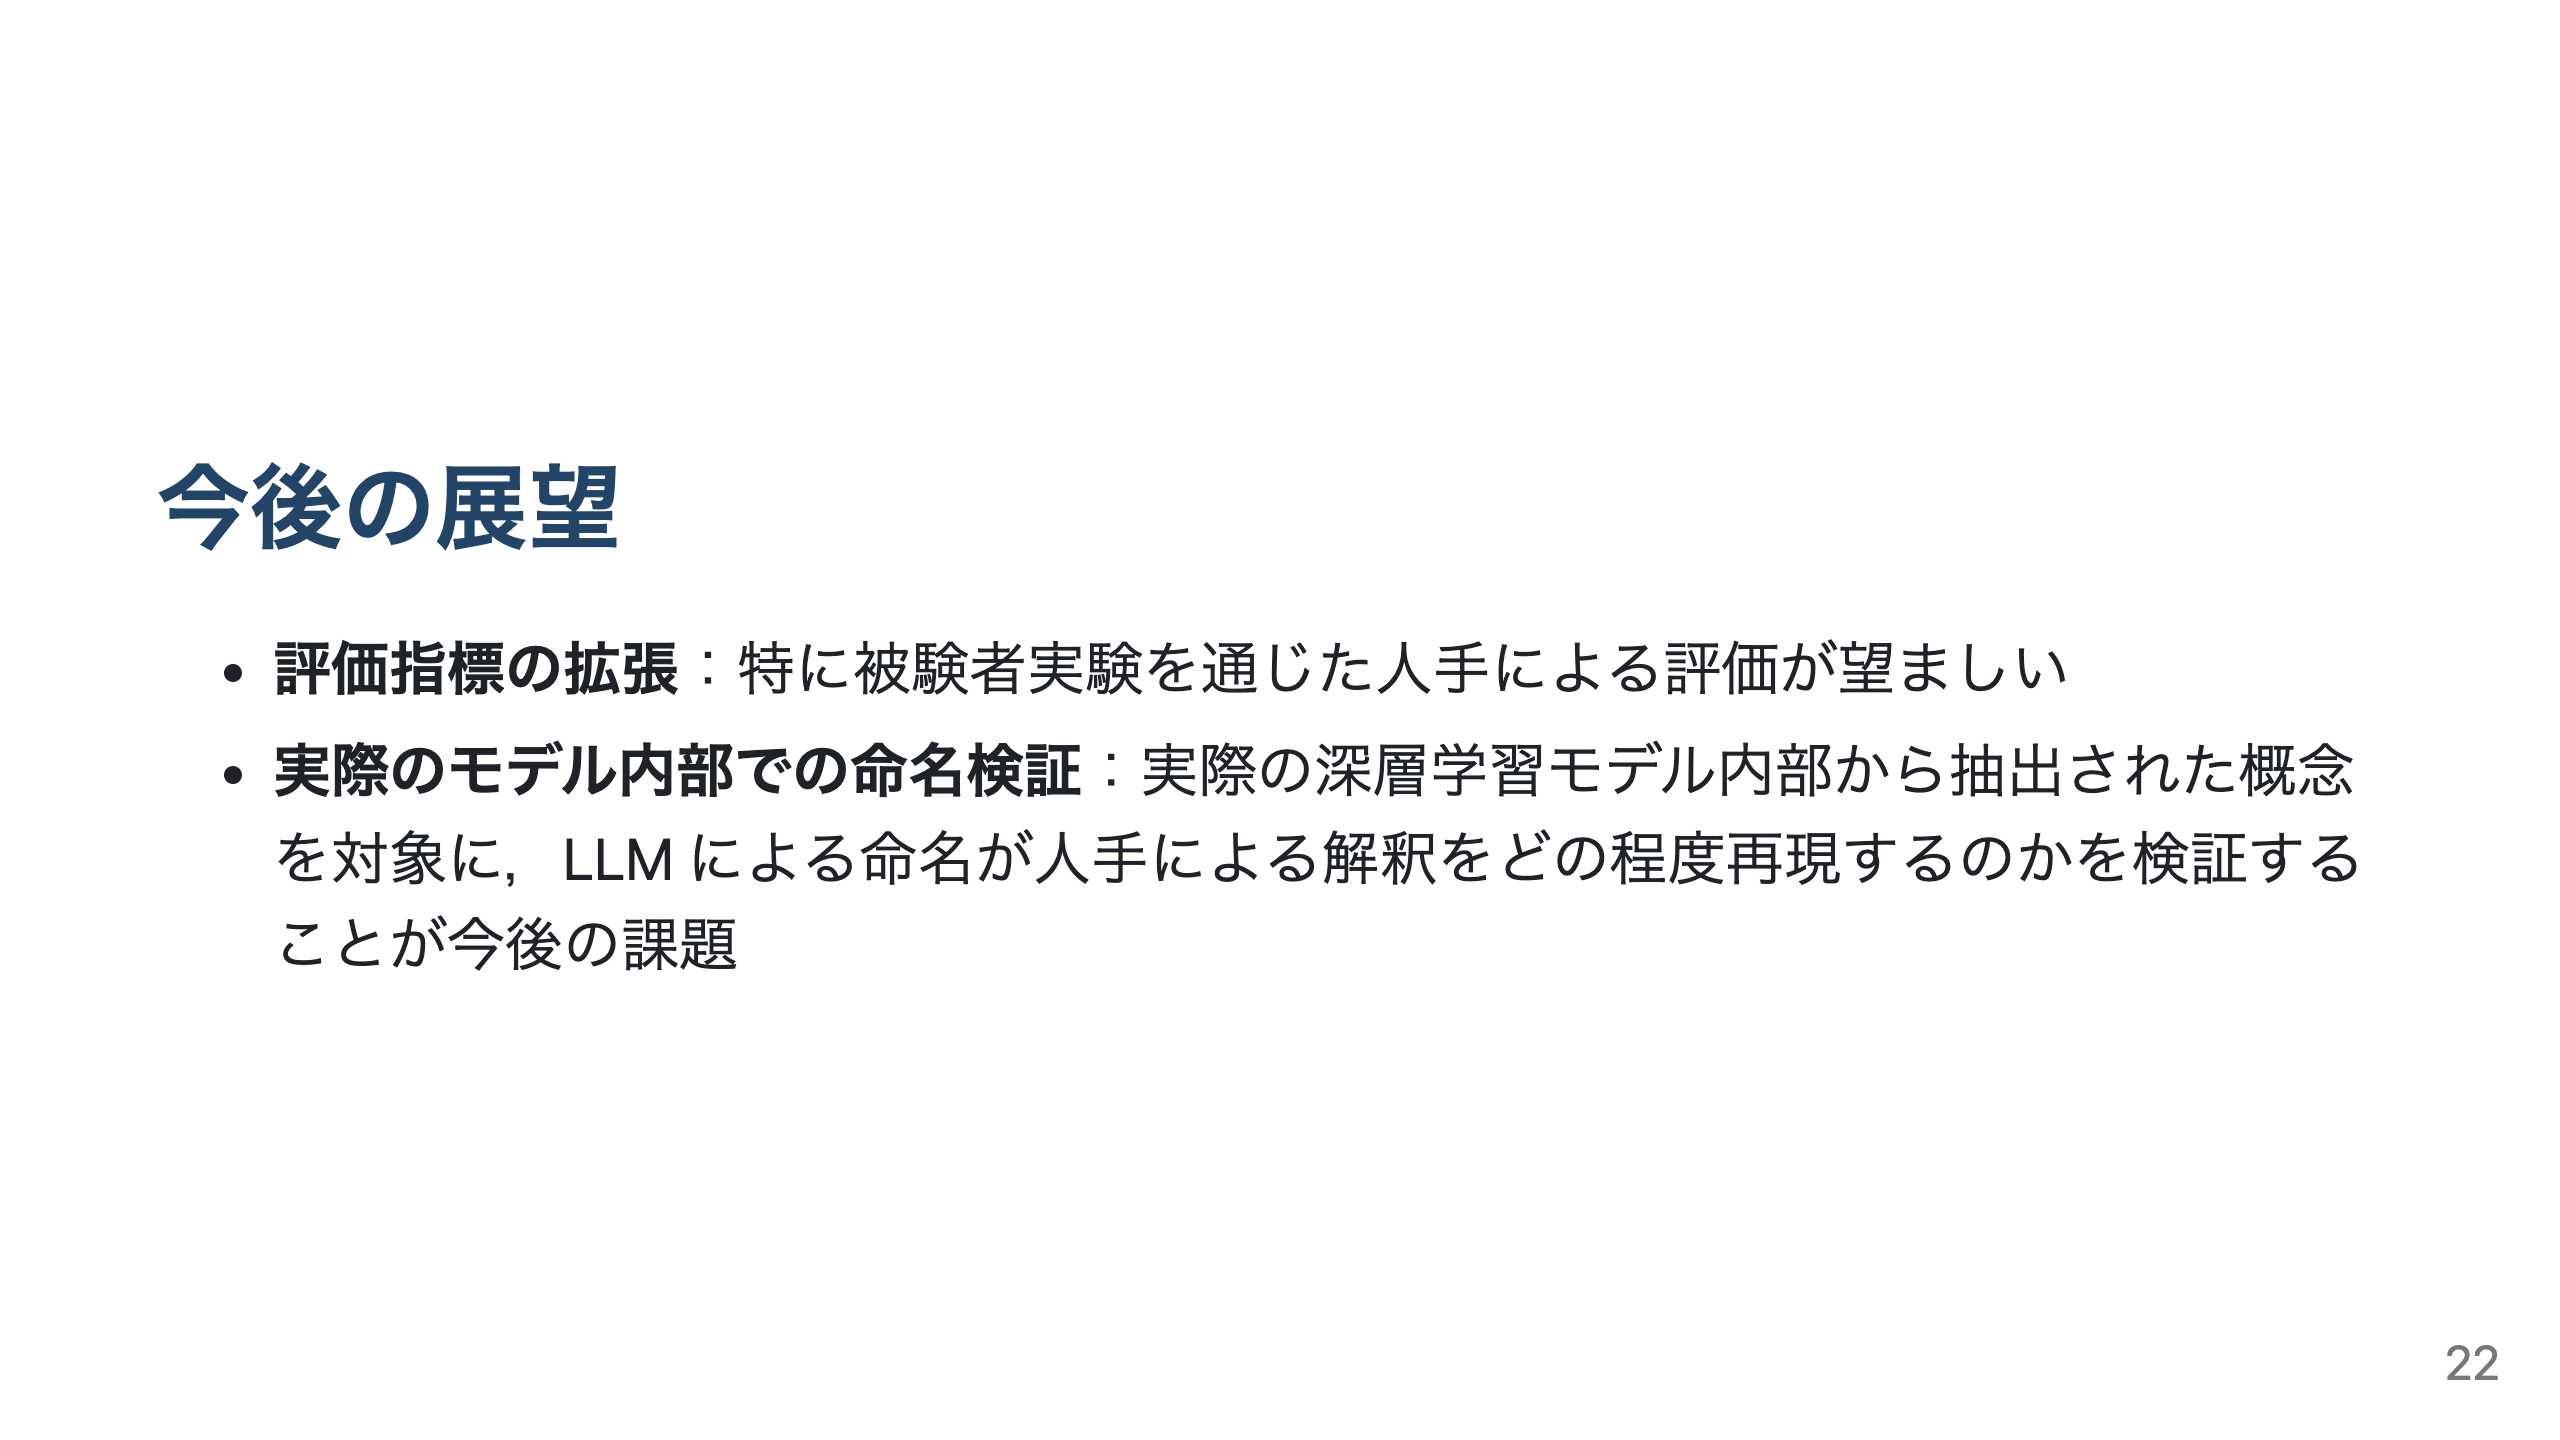 今後の展望
• 評価指標の拡張：特に被験者実験を通じた人手による評価が望ましい
• 実際のモデル内部での命名検証：実際の深層学習モデル内部から抽出された概念
を対象に，LLM による命名が人手による解釈をどの程度再現するのかを検証する
ことが今後の課題
22